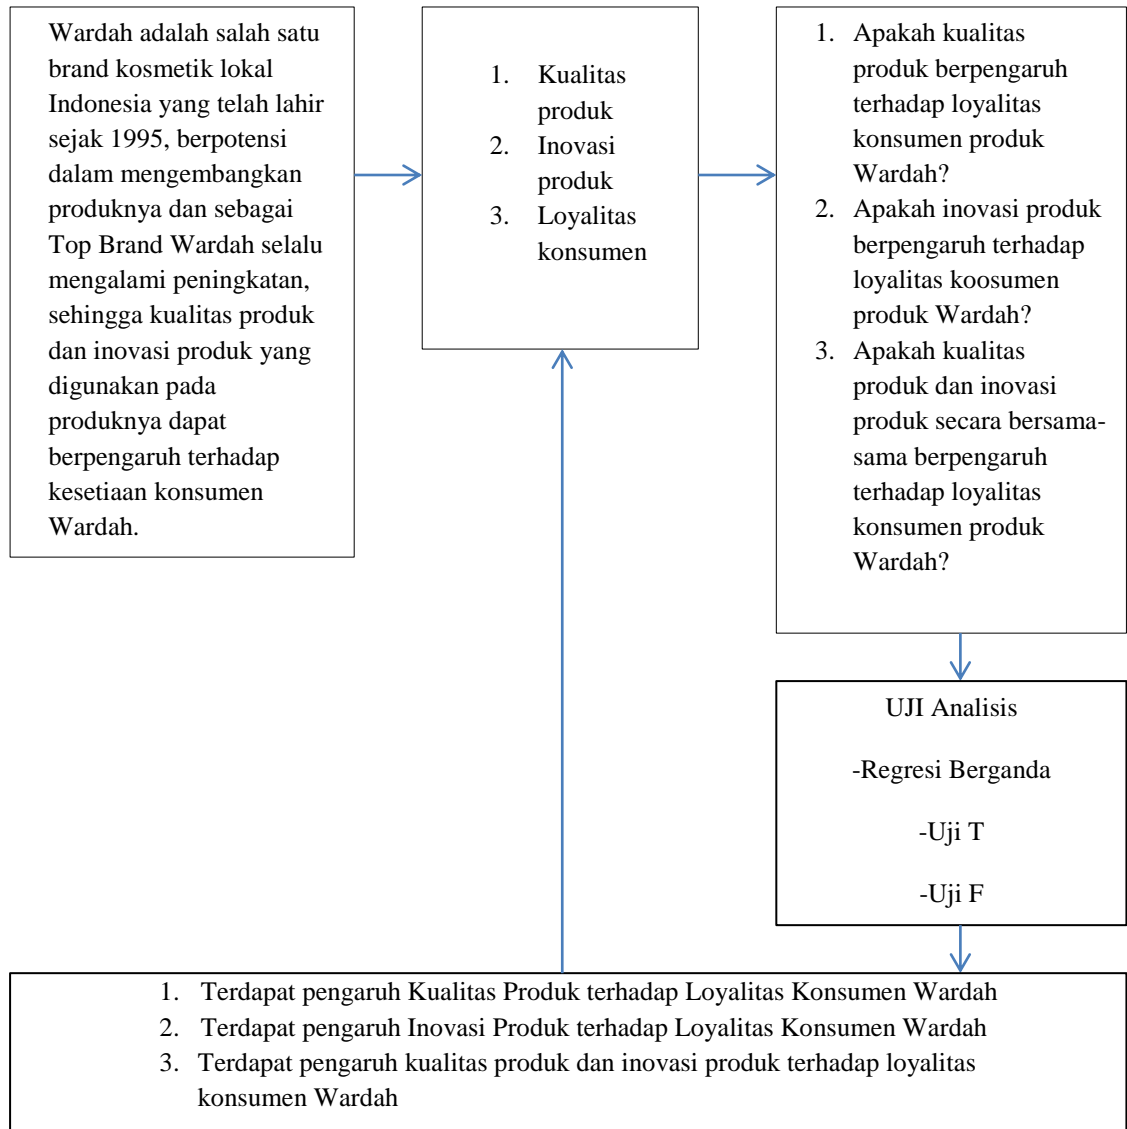 Wardah adalah salah satu
brand kosmetik lokal
Indonesia yang telah lahir
sejak 1995, berpotensi
dalam mengembangkan
produknya dan sebagai
Top Brand Wardah selalu
mengalami peningkatan,
sehingga kualitas produk
dan inovasi produk yang
digunakan pada
produknya dapat
berpengaruh terhadap
kesetiaan konsumen
Wardah.
1. Kualitas
produk
2. Inovasi
produk
3. Loyalitas
konsumen
1. Apakah kualitas
produk berpengaruh
terhadap loyalitas
konsumen produk
Wardah?
2. Apakah inovasi produk
berpengaruh terhadap
loyalitas koosumen
produk Wardah?
3. Apakah kualitas
produk dan inovasi
produk secara bersama-
sama berpengaruh
terhadap loyalitas
konsumen produk
Wardah?
UJI Analisis
-Regresi Berganda
-Uji T
-Uji F
1. Terdapat pengaruh Kualitas Produk terhadap Loyalitas Konsumen Wardah
2. Terdapat pengaruh Inovasi Produk terhadap Loyalitas Konsumen Wardah
3. Terdapat pengaruh kualitas produk dan inovasi produk terhadap loyalitas
konsumen Wardah